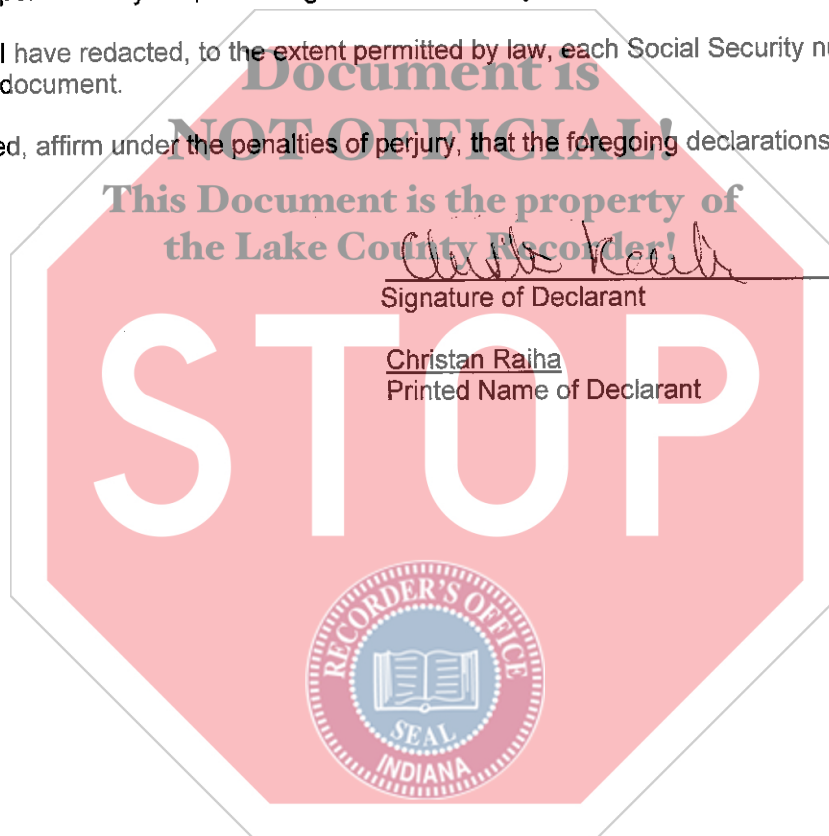 I have redacted, to the extent permitted by law, each Social Security
document.
Document is
ed, affirm under the penalties of perjury, that the foregoing declarations
NOT OFFICIAL!
This Document is the property of
the Lake County Recorder!
Signature of Declarant
Christan Raiha
Printed Name of Declarant
STOP
RECORDER'S OFFICE
SEAL
INDIANA